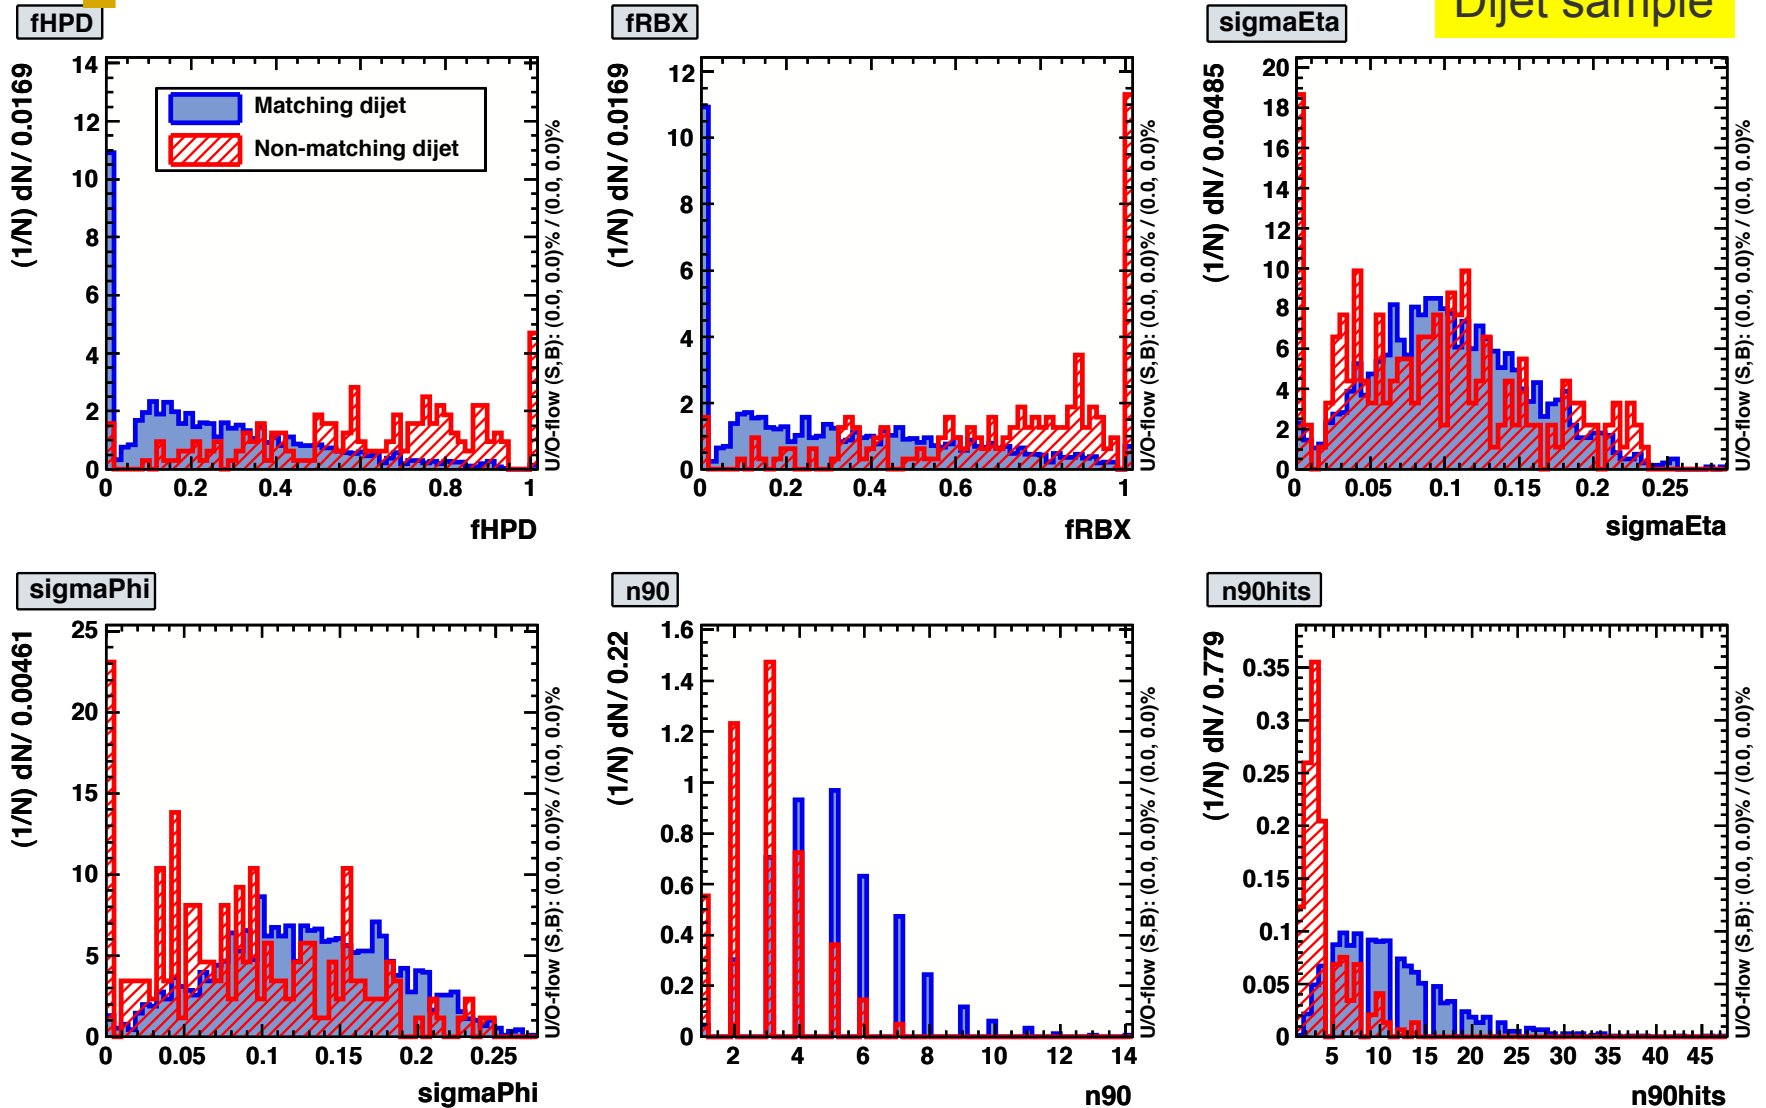 Dijet sample
fHPD
(1/N) dN/ 0.0169
14
12
10
8
6
4
2
0
Matching dijet
Non-matching dijet
0 0.2 0.4 0.6 0.8 1
fHPD
U/O-flow (S,B): (0.0, 0.0)% / (0.0, 0.0)%
fRBX
(1/N) dN/ 0.0169
12
10
8
6
4
2
0
0 0.2 0.4 0.6 0.8 1
fRBX
U/O-flow (S,B): (0.0, 0.0)% / (0.0, 0.0)%
sigmaEta
(1/N) dN/ 0.00485
20
18
16
14
12
10
8
6
4
2
0
0 0.05 0.1 0.15 0.2 0.25
sigmaEta
U/O-flow (S,B): (0.0, 0.0)% / (0.0, 0.0)%
sigmaPhi
(1/N) dN/ 0.00461
25
20
15
10
5
0
0 0.05 0.1 0.15 0.2 0.25
sigmaPhi
U/O-flow (S,B): (0.0, 0.0)% / (0.0, 0.0)%
n90
(1/N) dN/ 0.22
1.6
1.4
1.2
1
0.8
0.6
0.4
0.2
0
2 4 6 8 10 12 14
n90
U/O-flow (S,B): (0.0, 0.0)% / (0.0, 0.0)%
n90hits
(1/N) dN/ 0.779
0.35
0.3
0.25
0.2
0.15
0.1
0.05
0
5 10 15 20 25 30 35 40 45
n90hits
U/O-flow (S,B): (0.0, 0.0)% / (0.0, 0.0)%